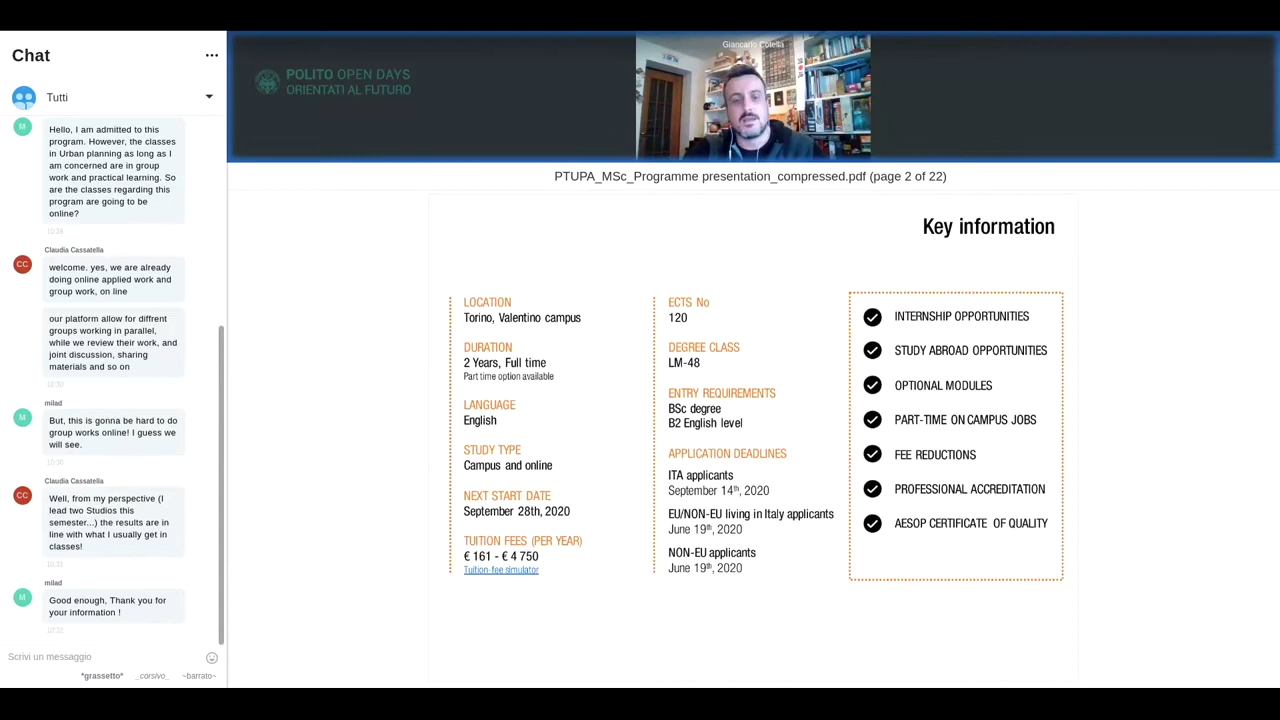 Chat
...
Tutti
M
Hello, I am admitted to this
program. However, the classes
in Urban planning as long as I
am concerned are in group
work and practical learning. So
are the classes regarding this
program are going to be
online?
Claudia Cassatella
CC
welcome. yes, we are already
doing online applied work and
group work, on line
our platform allow for diffrent
groups working in parallel,
while we review their work, and
joint discussion, sharing
materials and so on
10:30
milad
M
But, this is gonna be hard to do
group works online! I guess we
will see.
10:30
Claudia Cassatella
CC
Well, from my perspective (I
lead two Studios this
semester...) the results are in
line with what I usually get in
classes!
10:31
milad
M
Good enough, Thank you for
your information !
Scrivi un messaggio
*grassetto* _corsivo_ ~barrato~
POLITO OPEN DAYS
ORIENTATI AL FUTURO
Giancarlo Cotella
PTUPA_MSc_Programme presentation_compressed.pdf (page 2 of 22)
Key information
LOCATION
Torino, Valentino campus
DURATION
2 Years, Full time
Part time option available
LANGUAGE
English
STUDY TYPE
Campus and online
NEXT START DATE
September 28th, 2020
TUITION FEES (PER YEAR)
€ 161 - € 4 750
Tuition-fee simulator
ECTS No
120
DEGREE CLASS
LM-48
ENTRY REQUIREMENTS
BSc degree
B2 English level
APPLICATION DEADLINES
ITA applicants
September 14th, 2020
EU/NON-EU living in Italy applicants
June 19th, 2020
NON-EU applicants
June 19th, 2020
INTERNSHIP OPPORTUNITIES
STUDY ABROAD OPPORTUNITIES
OPTIONAL MODULES
PART-TIME ON CAMPUS JOBS
FEE REDUCTIONS
PROFESSIONAL ACCREDITATION
AESOP CERTIFICATE OF QUALITY